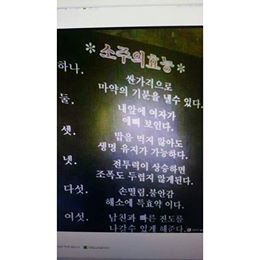 *소주의효능*
하나.
싼가격으로
마약의 기분을 낼수 있다.
둘.
내앞에 여자가
예뻐 보인다.
셋.
밥을 먹지 않아도
생명 유지가 가능하다.
넷.
전투력이 상승하면
조폭도 두렵지 않게된다.
다섯.
손떨림.불안감
해소에 특효약 이다.
여섯.
남친과 빠른 진도를
나갈수 있게 해준다.